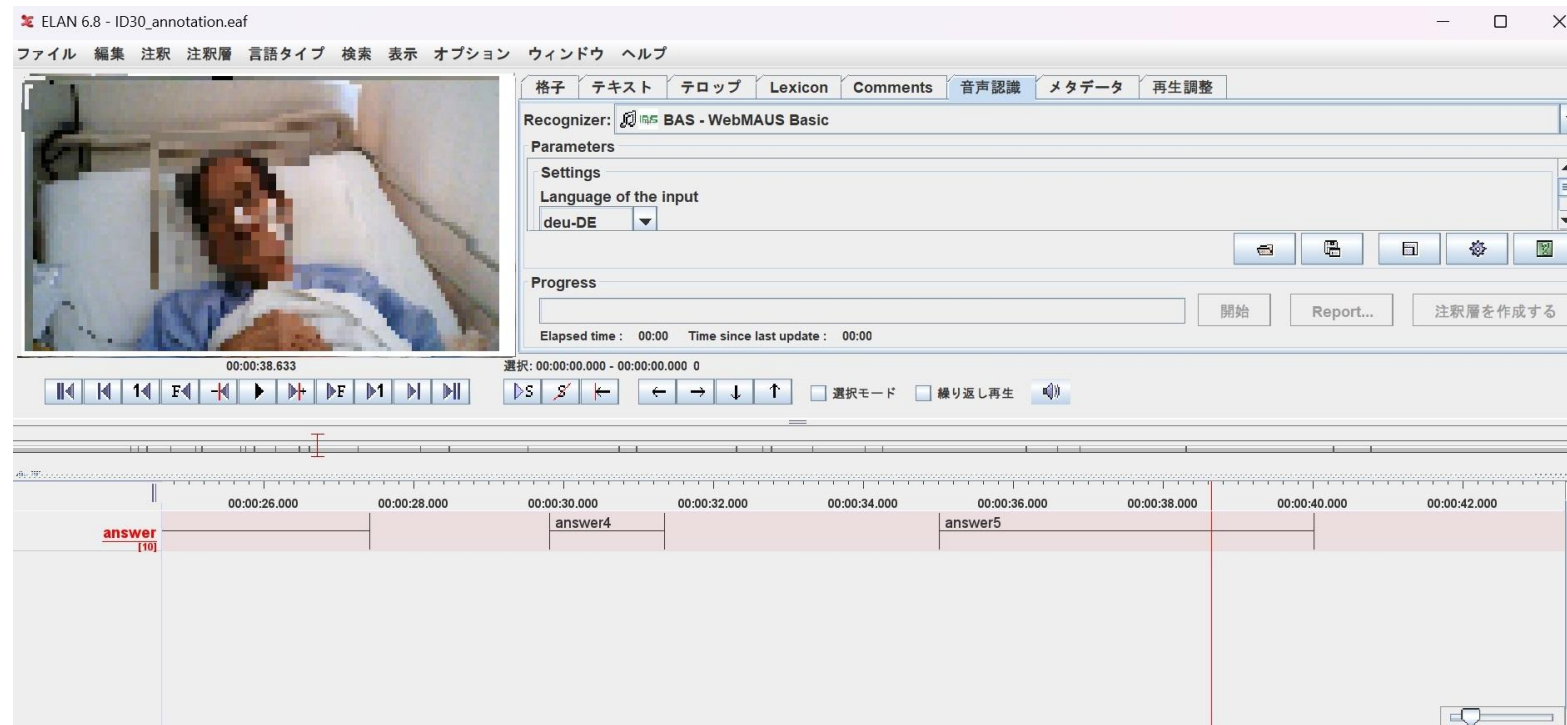 ELAN 6.8 - ID30_annotation.eaf
ファイル 編集 注釈 注釈層 言語タイプ 検索 表示 オプション ウィンドウ ヘルプ
格子 テキスト テロップ Lexicon Comments 音声認識 メタデータ 再生調整
Recognizer: BAS - WebMAUS Basic
Parameters
Settings
Language of the input
deu-DE
Progress
開始 Report... 注釈層を作成する
Elapsed time : 00:00 Time since last update : 00:00
00:00:38.633 選択: 00:00:00.000 - 00:00:00.000 0
1 F F 1 S S 選択モード 繰り返し再生
00:00:26.000 00:00:28.000 00:00:30.000 00:00:32.000 00:00:34.000 00:00:36.000 00:00:38.000 00:00:40.000 00:00:42.000
answer answer4 answer5
[10]